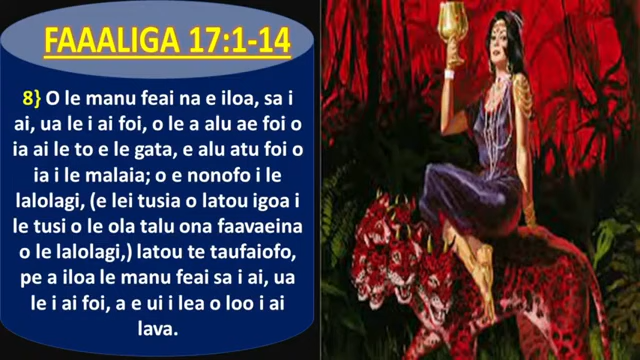 FAAALIGA 17:1-14
8} O le manu feai na e iloa, sa i
ai, ua le i ai foi, o le a alu ae foi o
ia ai le to e le gata, e alu atu foi o
ia i le malaia; o e nonofo i le
lalolagi, (e lei tusia o latou igoa i
le tusi o le ola talu ona faavaeina
o le lalolagi,) latou te taufaiofo,
pe a iloa le manu feai sa i ai, ua
le i ai foi, a e ui i lea o loo i ai
lava.